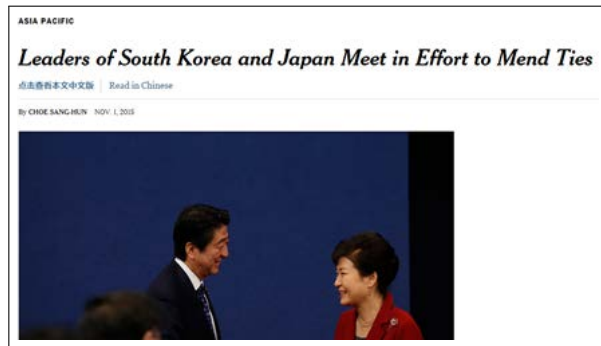 ASIA PACIFIC
Leaders of South Korea and Japan Meet in Effort to Mend Ties
点击查看本文中文版 | Read in Chinese
By CHOE SANG-HUN NOV. 1, 2015